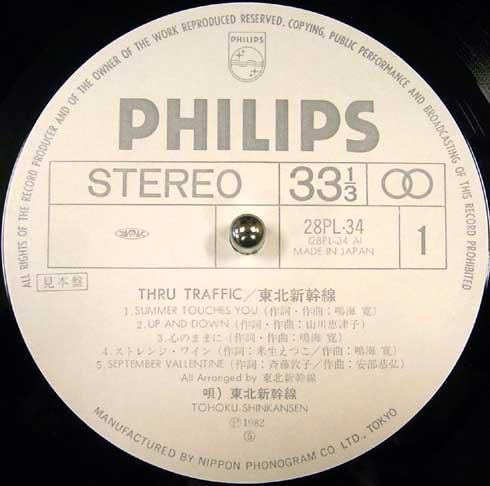 ALL RIGHTS OF THE RECORD PRODUCER AND OF THE OWNER OF THE WORK REPRODUCED RESERVED. COPYING, PUBLIC PERFORMANCE AND BROADCASTING OF THIS RECORD PROHIBITED
PHILIPS
PHILIPS
STEREO
33 1/3
28PL-34
(28PL-34 A)
MADE IN JAPAN
1
見本盤
THRU TRAFFIC/東北新幹線
1. SUMMER TOUCHES YOU (作詞・作曲:鳴海 寛)
2. UP AND DOWN (作詞・作曲:山川恵津子)
3. 心のままに (作詞・作曲:鳴海 寛)
4. ストレンジ・ワイン (作詞:米生えつこ/作曲:鳴海 寛)
5. SEPTEMBER VALLENTINE (作詞:斉藤敦子/作曲:安部恭弘)
All Arranged by 東北新幹線
唄) 東北新幹線
TOHOKU SHINKANSEN
Ⓟ 1982
Ⓢ
MANUFACTURED BY NIPPON PHONOGRAM CO. LTD., TOKYO